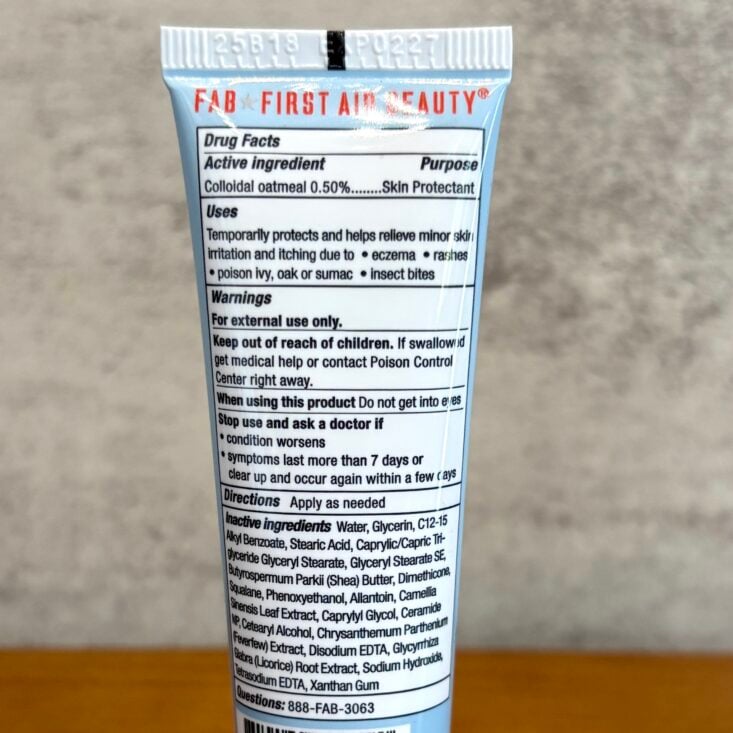 25B18 EXP0227
FAB FIRST AID BEAUTY®
Drug Facts
Active ingredient Purpose
Colloidal oatmeal 0.50%........Skin Protectant
Uses
Temporarily protects and helps relieve minor skin
irritation and itching due to • eczema • rashes
• poison ivy, oak or sumac • insect bites
Warnings
For external use only.
Keep out of reach of children. If swallowed
get medical help or contact Poison Control
Center right away.
When using this product Do not get into eyes
Stop use and ask a doctor if
• condition worsens
• symptoms last more than 7 days or
clear up and occur again within a few days
Directions Apply as needed
Inactive ingredients Water, Glycerin, C12-15
Alkyl Benzoate, Stearic Acid, Caprylic/Capric Tri-
glyceride Glyceryl Stearate, Glyceryl Stearate SE,
Butyrospermum Parkii (Shea) Butter, Dimethicone,
Squalane, Phenoxyethanol, Allantoin, Camellia
Sinensis Leaf Extract, Caprylyl Glycol, Ceramide
NP, Cetearyl Alcohol, Chrysanthemum Parthenium
(Feverfew) Extract, Disodium EDTA, Glycyrrhiza
Glabra (Licorice) Root Extract, Sodium Hydroxide,
Tetrasodium EDTA, Xanthan Gum
Questions: 888-FAB-3063